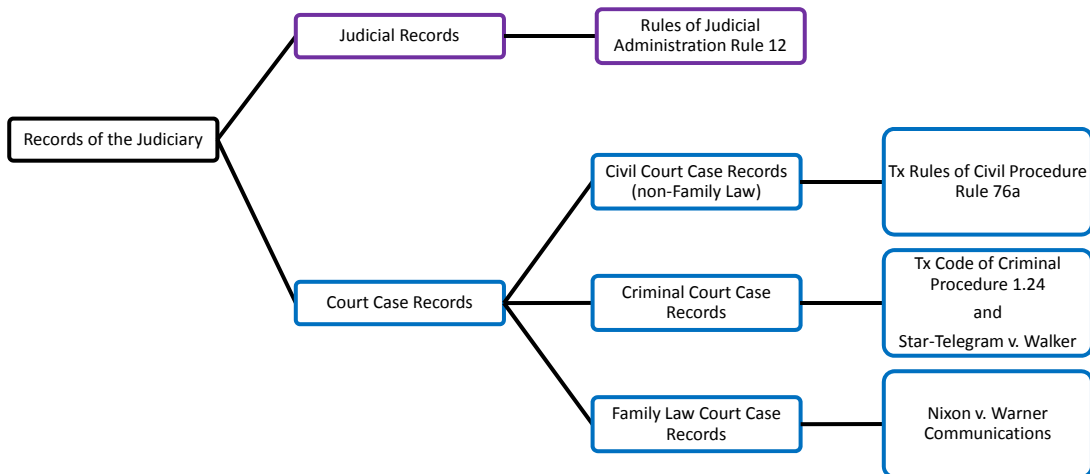 Judicial Records
Rules of Judicial
Administration Rule 12
Records of the Judiciary
Civil Court Case Records
(non-Family Law)
Tx Rules of Civil Procedure
Rule 76a
Court Case Records
Criminal Court Case
Records
Tx Code of Criminal
Procedure 1.24
and
Star-Telegram v. Walker
Family Law Court Case
Records
Nixon v. Warner
Communications